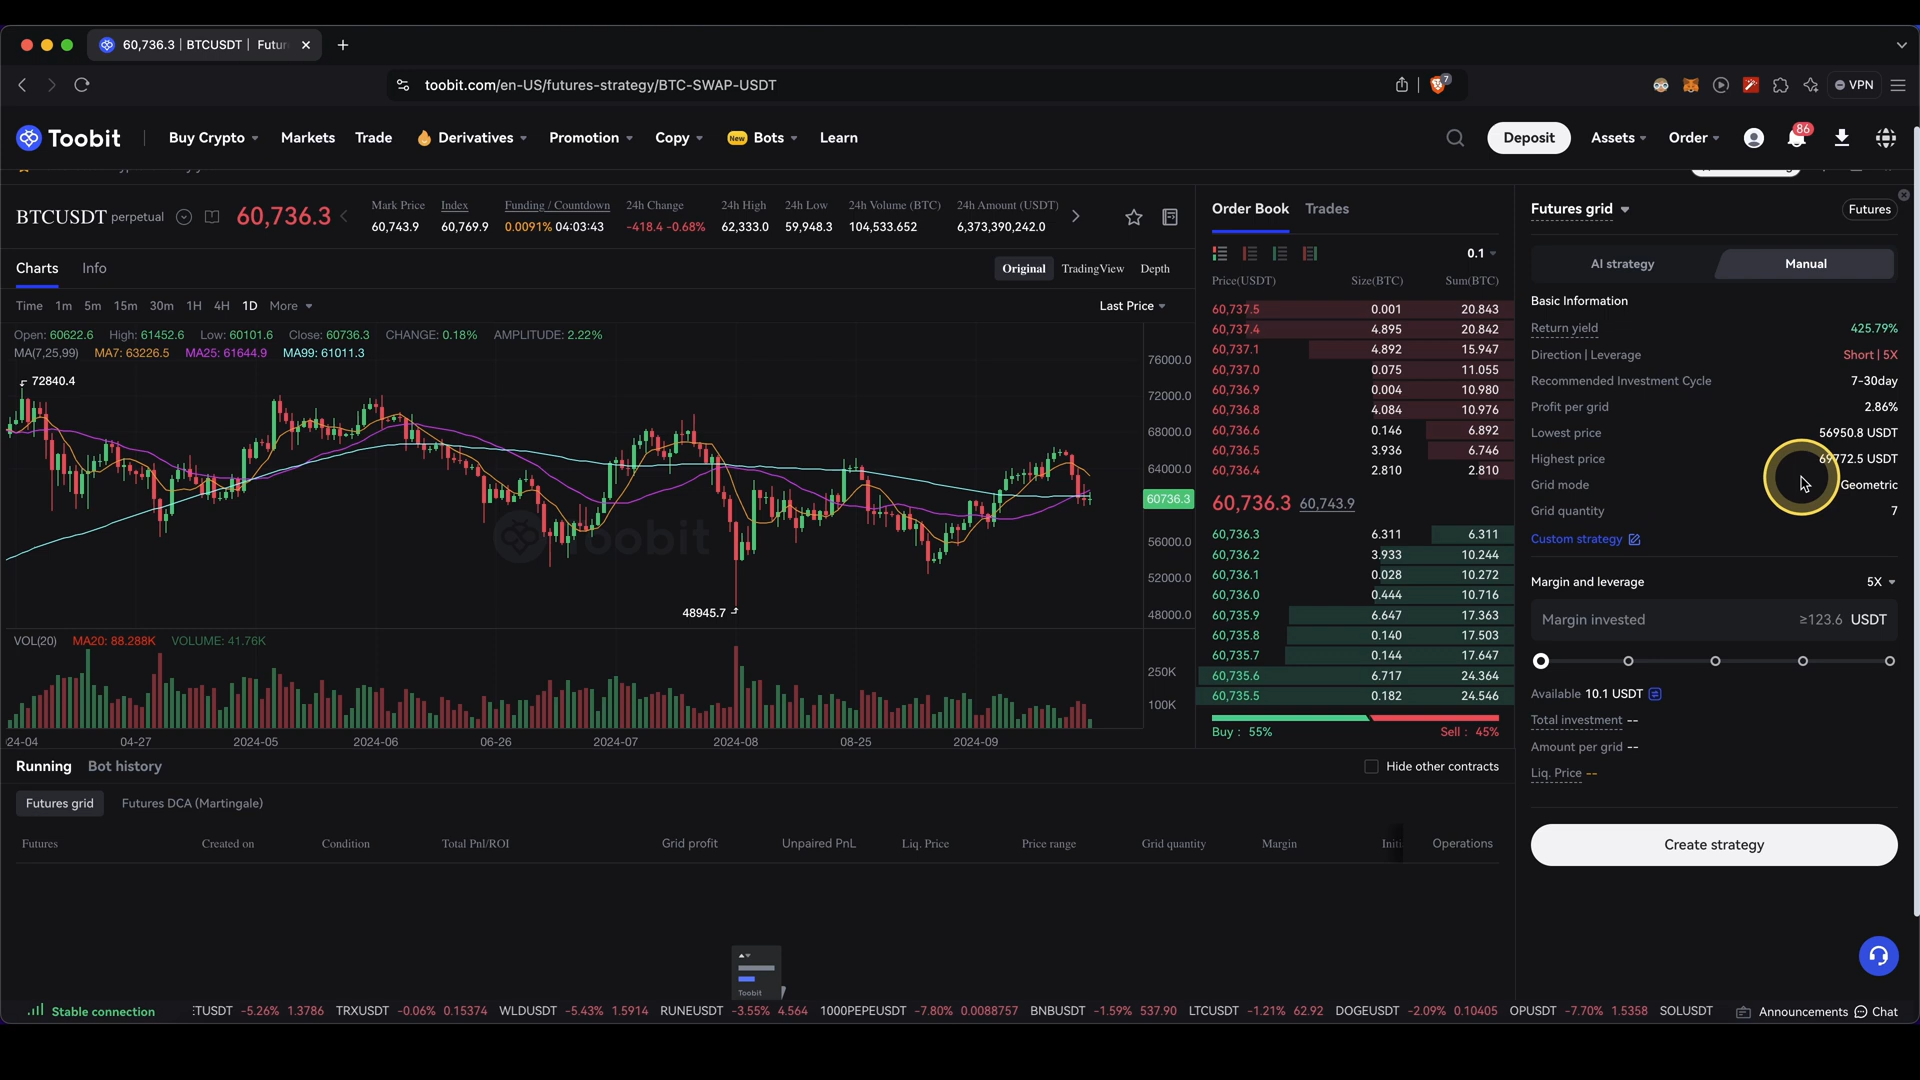 60,736.3 | BTCUSDT | Futur
toobit.com/en-US/futures-strategy/BTC-SWAP-USDT
7
VPN
Toobit
Buy Crypto
Markets
Trade
Derivatives
Promotion
Copy
New
Bots
Learn
Deposit
Assets
Order
86
BTCUSDT perpetual
60,736.3
Mark Price
60,743.9
Index
60,769.9
Funding / Countdown
0.0091% 04:03:43
24h Change
-418.4 -0.68%
24h High
62,333.0
24h Low
59,948.3
24h Volume (BTC)
104,533.652
24h Amount (USDT)
6,373,390,242.0
Charts
Info
Original
TradingView
Depth
Time 1m 5m 15m 30m 1H 4H 1D More
Last Price
Open: 60622.6 High: 61452.6 Low: 60101.6 Close: 60736.3 CHANGE: 0.18% AMPLITUDE: 2.22%
MA(7,25,99) MA7: 63226.5 MA25: 61644.9 MA99: 61011.3
72840.4
48945.7
Toobit
76000.0
72000.0
68000.0
64000.0
60736.3
56000.0
52000.0
48000.0
VOL(20) MA20: 88.288K VOLUME: 41.76K
250K
100K
24-04 04-27 2024-05 2024-06 06-26 2024-07 2024-08 08-25 2024-09
Order Book
Trades
0.1
Price(USDT) Size(BTC) Sum(BTC)
60,737.5 0.001 20.843
60,737.4 4.895 20.842
60,737.1 4.892 15.947
60,737.0 0.075 11.055
60,736.9 0.004 10.980
60,736.8 4.084 10.976
60,736.6 0.146 6.892
60,736.5 3.936 6.746
60,736.4 2.810 2.810
60,736.3 60,743.9
60,736.3 6.311 6.311
60,736.2 3.933 10.244
60,736.1 0.028 10.272
60,736.0 0.444 10.716
60,735.9 6.647 17.363
60,735.8 0.140 17.503
60,735.7 0.144 17.647
60,735.6 6.717 24.364
60,735.5 0.182 24.546
Buy : 55% Sell : 45%
Futures grid
Futures
AI strategy
Manual
Basic Information
Return yield 425.79%
Direction | Leverage Short | 5X
Recommended Investment Cycle 7-30day
Profit per grid 2.86%
Lowest price 56950.8 USDT
Highest price 69772.5 USDT
Grid mode Geometric
Grid quantity 7
Custom strategy
Margin and leverage 5X
Margin invested ≥123.6 USDT
Available 10.1 USDT
Total investment --
Amount per grid --
Liq. Price --
Create strategy
Running
Bot history
Hide other contracts
Futures grid
Futures DCA (Martingale)
Futures Created on Condition Total Pnl/ROI Grid profit Unpaired PnL Liq. Price Price range Grid quantity Margin Initi Operations
Toobit
Stable connection
ETUSDT -5.26% 1.3786 TRXUSDT -0.06% 0.15374 WLDUSDT -5.43% 1.5914 RUNEUSDT -3.55% 4.564 1000PEPEUSDT -7.80% 0.0088757 BNBUSDT -1.59% 537.90 LTCUSDT -1.21% 62.92 DOGEUSDT -2.09% 0.10405 OPUSDT -7.70% 1.5358 SOLUSDT
Announcements
Chat